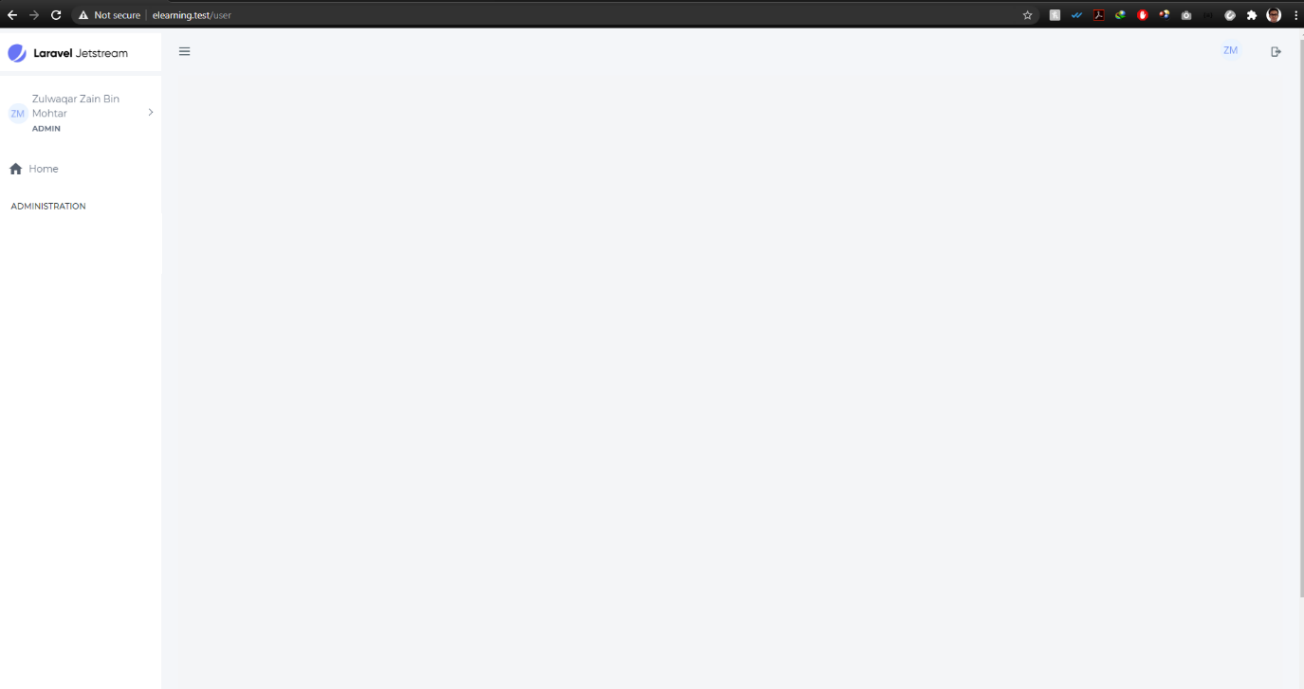 Not secure | elearning.test/user
Laravel Jetstream
ZM
Zulwaqar Zain Bin
ZM Mohtar
ADMIN
Home
ADMINISTRATION